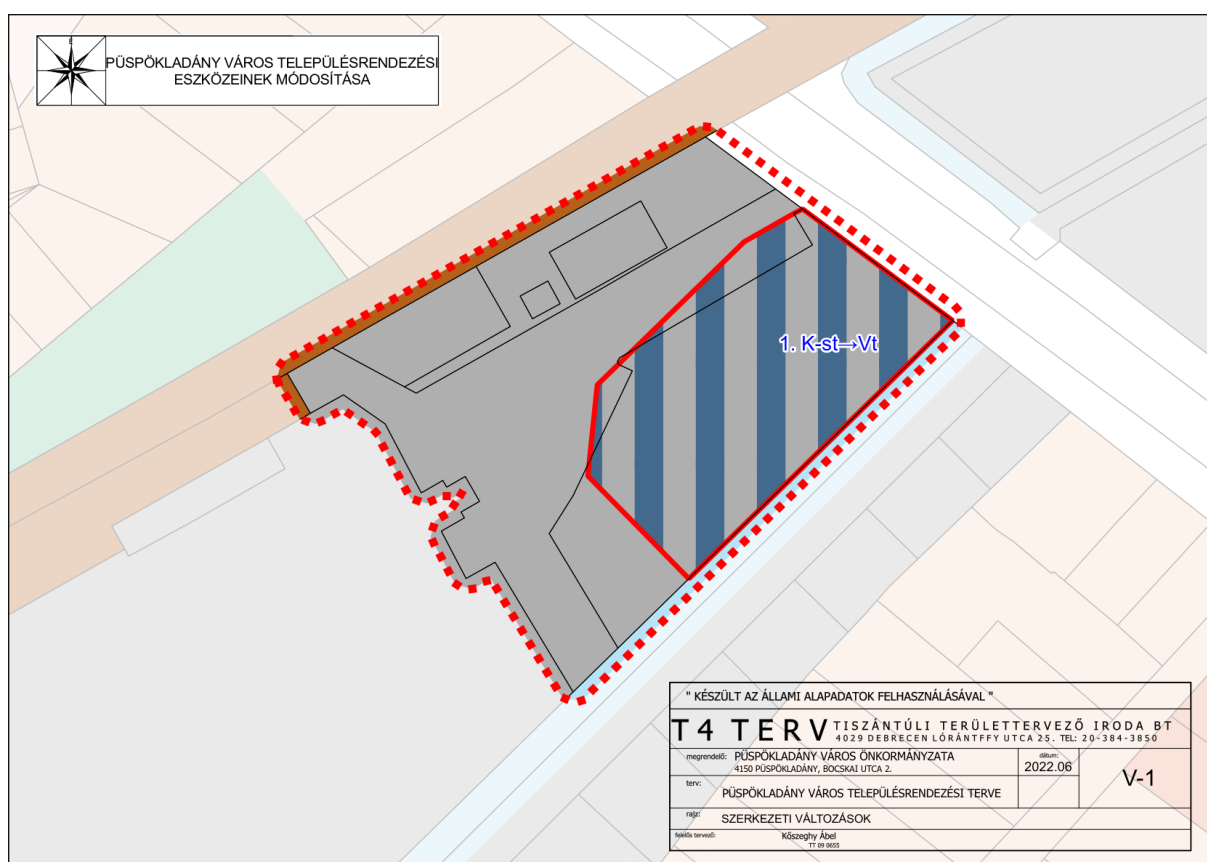 É
PÜSPÖKLADÁNY VÁROS TELEPÜLÉSRENDEZÉSI
ESZKÖZEINEK MÓDOSÍTÁSA
1. K-st→Vt
" KÉSZÜLT AZ ÁLLAMI ALAPADATOK FELHASZNÁLÁSÁVAL "
T4 TERV TISZÁNTÚLI TERÜLETTERVEZŐ IRODA BT
4029 DEBRECEN LÓRÁNTFFY UTCA 25. TEL: 20-384-3850
megrendelő: PÜSPÖKLADÁNY VÁROS ÖNKORMÁNYZATA
4150 PÜSPÖKLADÁNY, BOCSKAI UTCA 2.
dátum:
2022.06
V-1
terv: PÜSPÖKLADÁNY VÁROS TELEPÜLÉSRENDEZÉSI TERVE
rajz: SZERKEZETI VÁLTOZÁSOK
felelős tervező: Kőszeghy Ábel
TT 09 0655